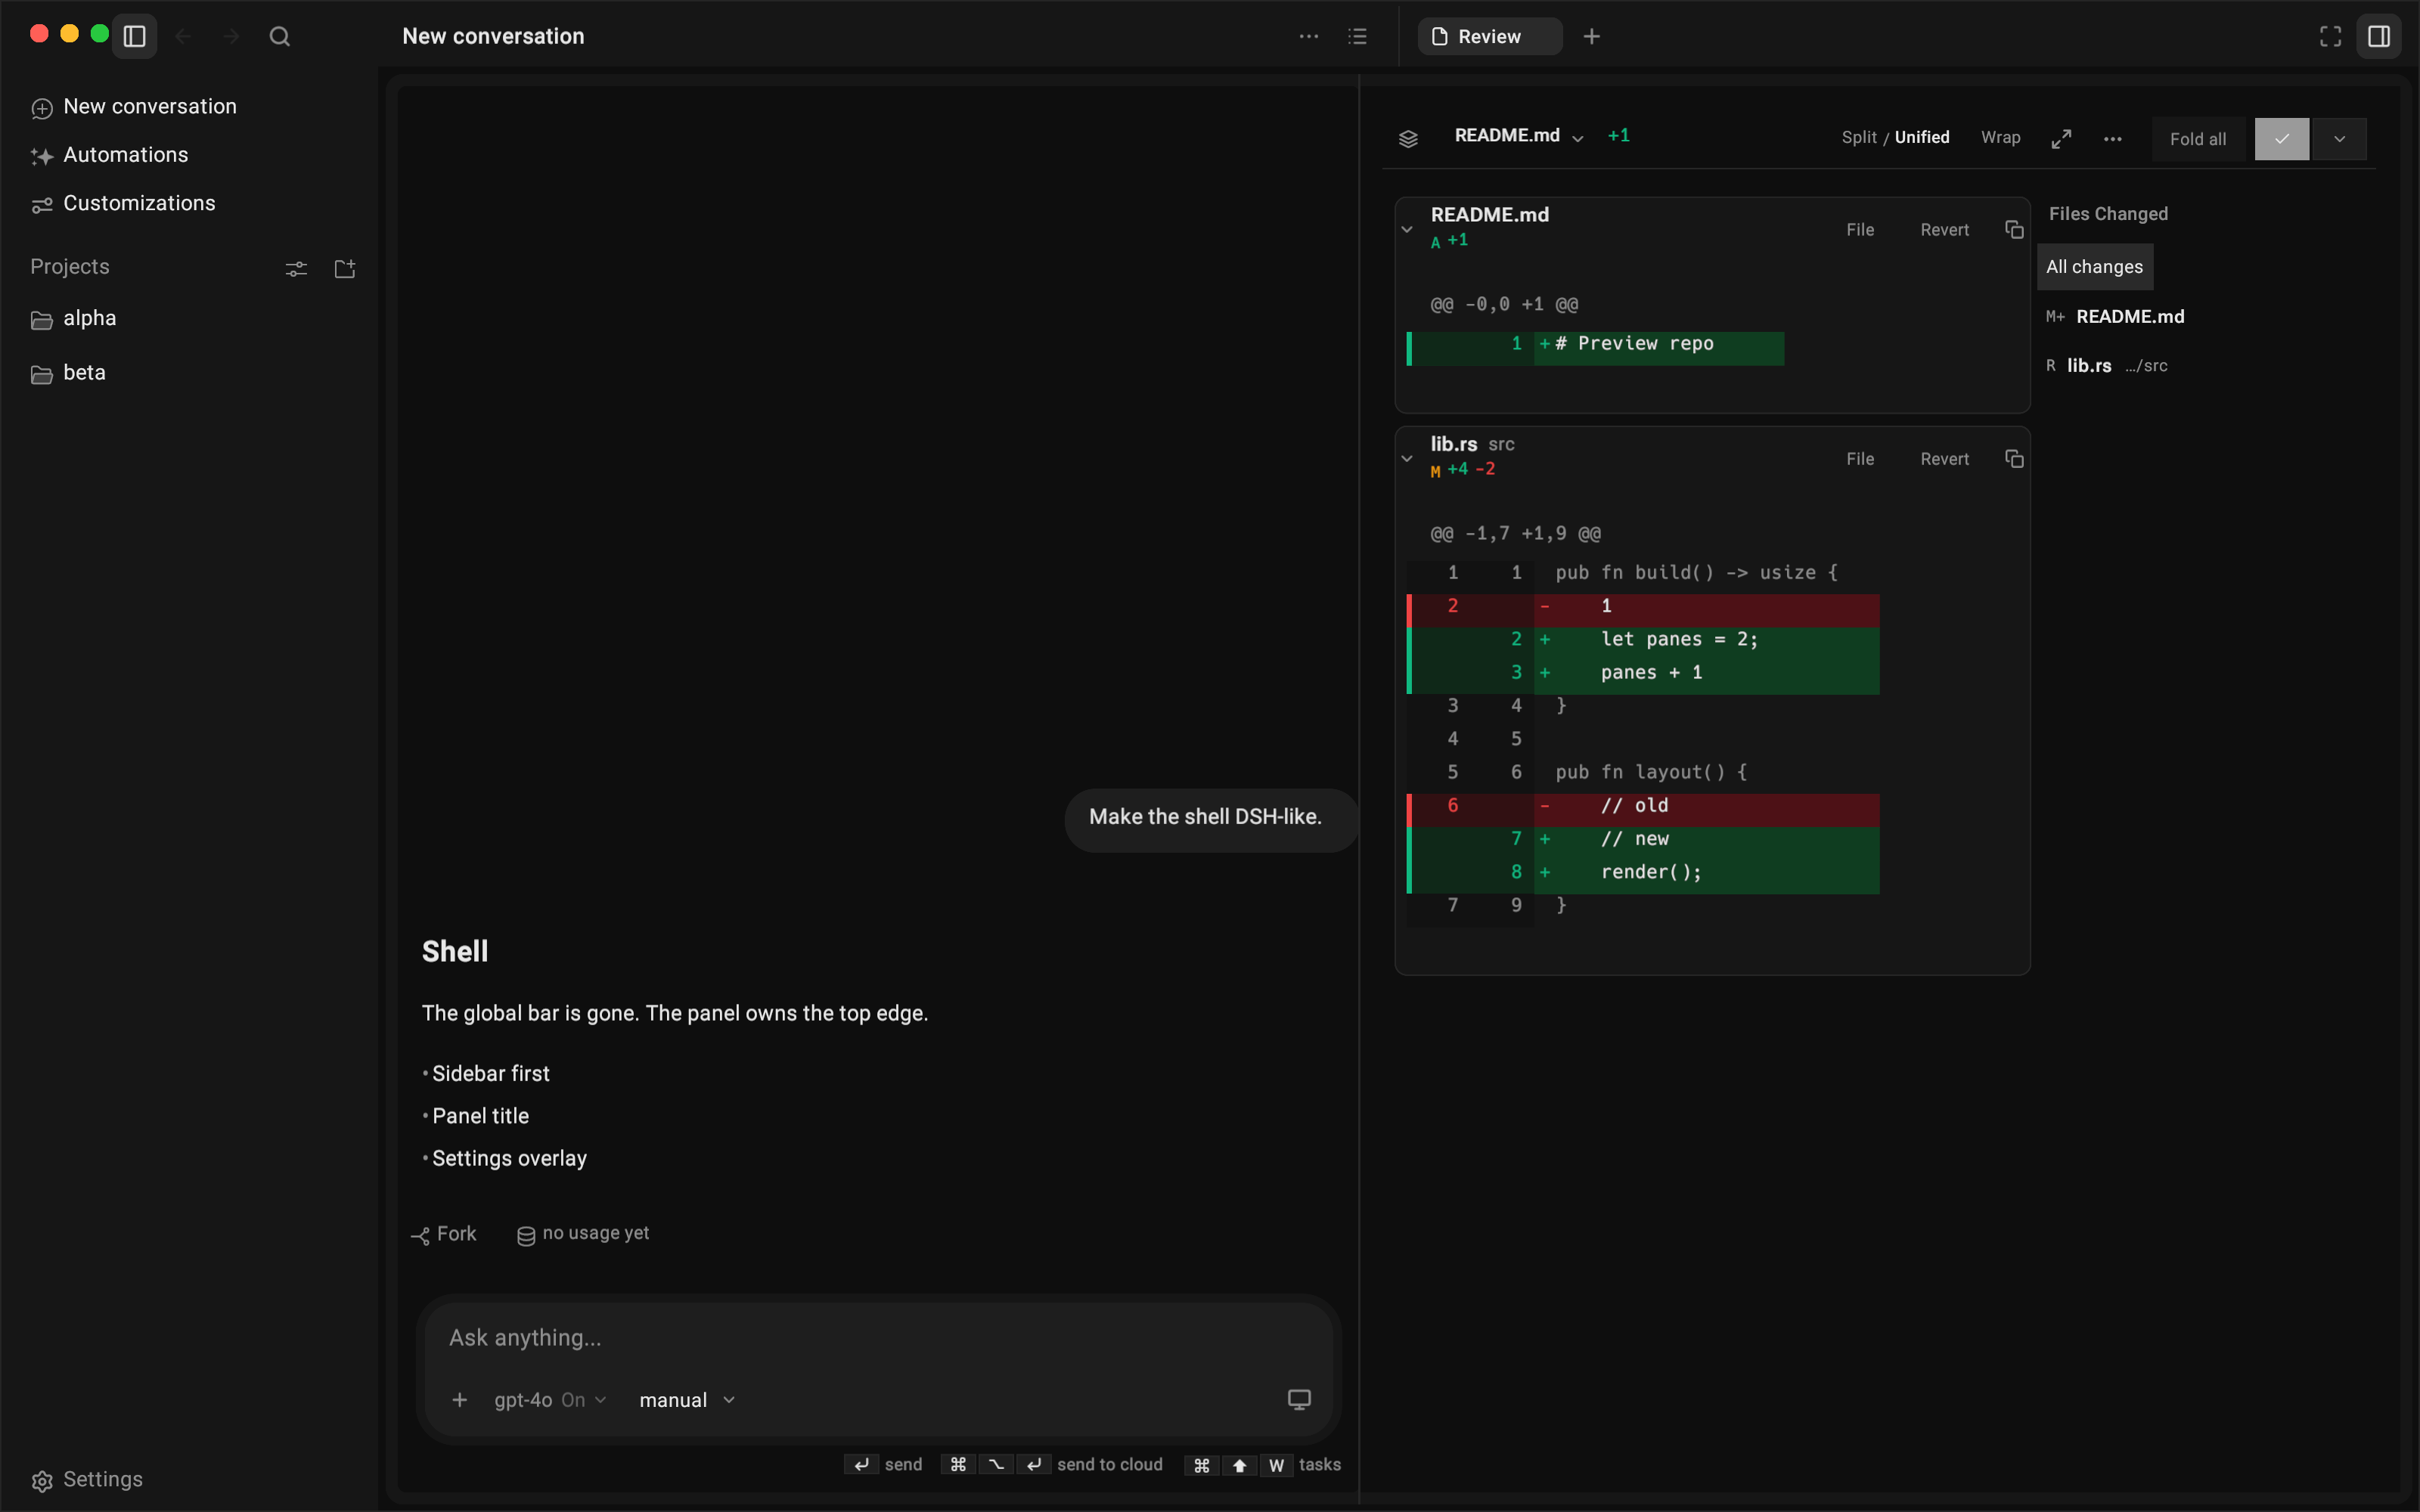 New conversation
Review
New conversation
Automations
Customizations
Projects
alpha
beta
Settings
Make the shell DSH-like.
Shell
The global bar is gone. The panel owns the top edge.
• Sidebar first
• Panel title
• Settings overlay
Fork no usage yet
Ask anything...
+ gpt-4o On manual
send ⌘ ⌥ send to cloud ⌘ W tasks
README.md +1 Split / Unified Wrap Fold all
README.md
A +1 File Revert
@@ -0,0 +1 @@
1 + # Preview repo
lib.rs src
M +4 -2 File Revert
@@ -1,7 +1,9 @@
1 1 pub fn build() -> usize {
2 - 1
2 + let panes = 2;
3 + panes + 1
3 4 }
4 5
5 6 pub fn layout() {
6 - // old
7 + // new
8 + render();
7 9 }
Files Changed
All changes
M+ README.md
R lib.rs .../src